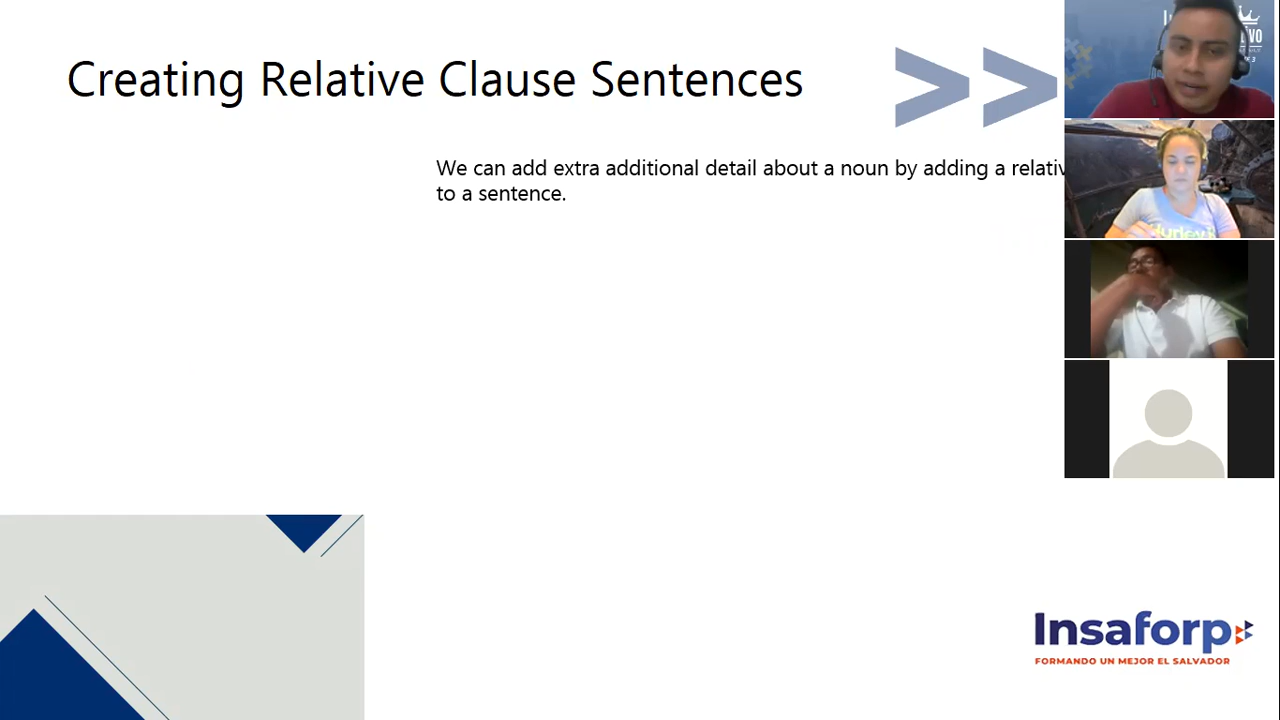 Creating Relative Clause Sentences
We can add extra additional detail about a noun by adding a
to a sentence.
Insaforp
FORMANDO UN MEJOR EL SALVADOR